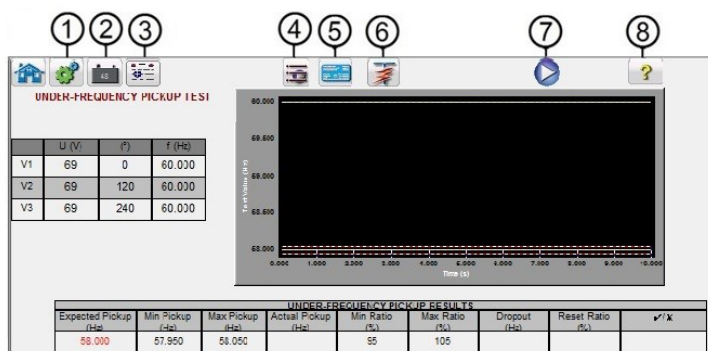 1 2 3 4 5 6 7 8
48
?
UNDER-FREQUENCY PICKUP TEST
U (V) (°) f (Hz)
V1 69 0 60.000
V2 69 120 60.000
V3 69 240 60.000
60.000
59.500
59.000
58.500
58.000
Test Value (Hz)
0.000 1.000 2.000 3.000 4.000 5.000 6.000 7.000 8.000 9.000 10.000
Time (s)
UNDER-FREQUENCY PICKUP RESULTS
Expected Pickup (Hz) Min Pickup (Hz) Max Pickup (Hz) Actual Pickup (Hz) Min Ratio (%) Max Ratio (%) Dropout (Hz) Reset Ratio (%) ✔/✘
58.000 57.950 58.050 95 105